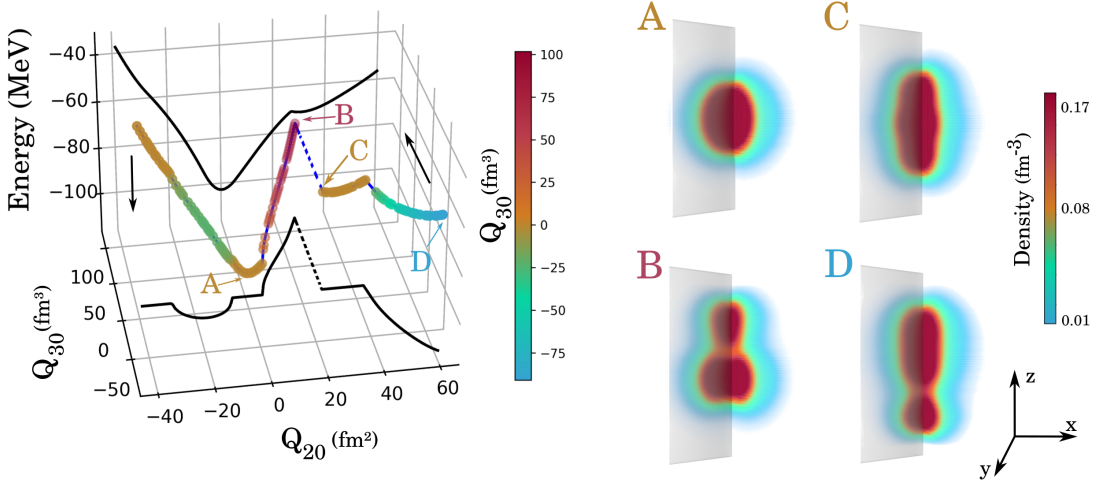 Energy (MeV)
−40
−60
−80
−100
100
50
0
−50
Q30(fm³)
−40
−20
0
20
40
60
Q20 (fm²)
A
B
C
D
100
75
50
25
0
−25
−50
−75
Q30(fm³)
A
C
B
D
Density (fm-3)
0.17
0.08
0.01
z
x
y